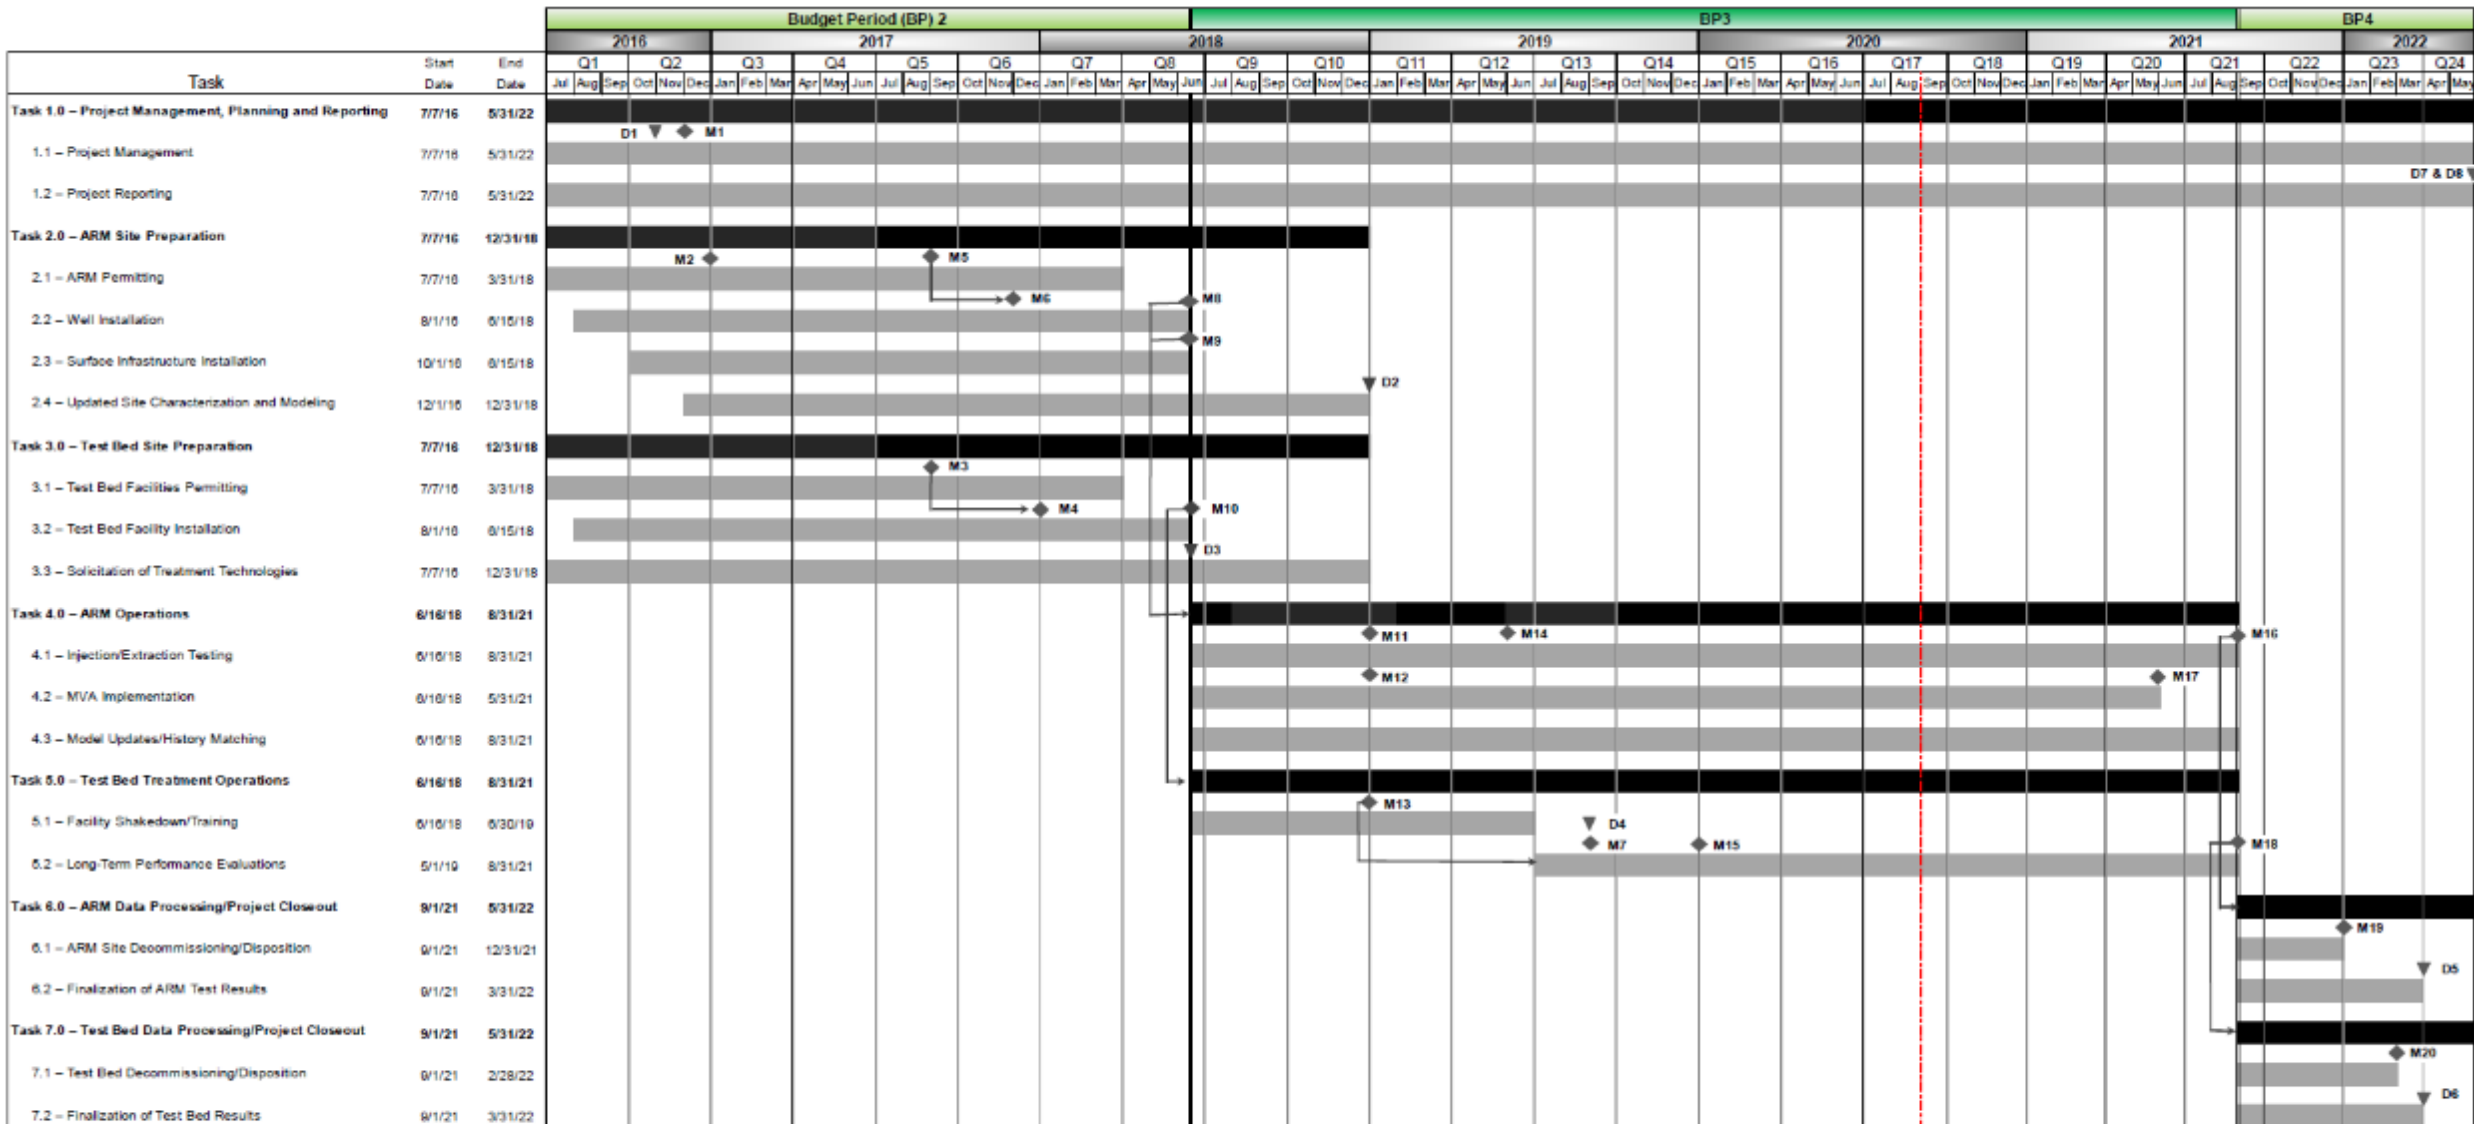 Budget Period (BP) 2 BP3 BP4
2016 2017 2018 2019 2020 2021 2022
Start End Q1 Q2 Q3 Q4 Q5 Q6 Q7 Q8 Q9 Q10 Q11 Q12 Q13 Q14 Q15 Q16 Q17 Q18 Q19 Q20 Q21 Q22 Q23 Q24
Task Date Date Jul Aug Sep Oct Nov Dec Jan Feb Mar Apr May Jun Jul Aug Sep Oct Nov Dec Jan Feb Mar Apr May Jun Jul Aug Sep Oct Nov Dec Jan Feb Mar Apr May Jun Jul Aug Sep Oct Nov Dec Jan Feb Mar Apr May Jun Jul Aug Sep Oct Nov Dec Jan Feb Mar Apr May Jun Jul Aug Sep Oct Nov Dec Jan Feb Mar Apr May
Task 1.0 – Project Management, Planning and Reporting 7/7/16 5/31/22
D1 M1
1.1 – Project Management 7/7/16 5/31/22
D7 & D8
1.2 – Project Reporting 7/7/16 5/31/22
Task 2.0 – ARM Site Preparation 7/7/16 12/31/18
M2 M5
2.1 – ARM Permitting 7/7/16 3/31/18
M6 M8
2.2 – Well Installation 8/1/16 6/15/18
M9
2.3 – Surface Infrastructure Installation 10/1/16 6/15/18
D2
2.4 – Updated Site Characterization and Modeling 12/1/16 12/31/18
Task 3.0 – Test Bed Site Preparation 7/7/16 12/31/18
M3
3.1 – Test Bed Facilities Permitting 7/7/16 3/31/18
M4 M10
3.2 – Test Bed Facility Installation 8/1/16 6/15/18
D3
3.3 – Solicitation of Treatment Technologies 7/7/16 12/31/18
Task 4.0 – ARM Operations 6/16/18 8/31/21
M11 M14 M16
4.1 – Injection/Extraction Testing 6/16/18 8/31/21
M12 M17
4.2 – MVA Implementation 6/16/18 5/31/21
4.3 – Model Updates/History Matching 6/16/18 8/31/21
Task 5.0 – Test Bed Treatment Operations 6/16/18 8/31/21
M13
5.1 – Facility Shakedown/Training 6/16/18 6/30/19
D4
M7 M15 M18
5.2 – Long-Term Performance Evaluations 5/1/19 8/31/21
Task 6.0 – ARM Data Processing/Project Closeout 9/1/21 5/31/22
M19
6.1 – ARM Site Decommissioning/Disposition 9/1/21 12/31/21
D5
6.2 – Finalization of ARM Test Results 9/1/21 3/31/22
Task 7.0 – Test Bed Data Processing/Project Closeout 9/1/21 5/31/22
M20
7.1 – Test Bed Decommissioning/Disposition 9/1/21 2/28/22
D6
7.2 – Finalization of Test Bed Results 9/1/21 3/31/22